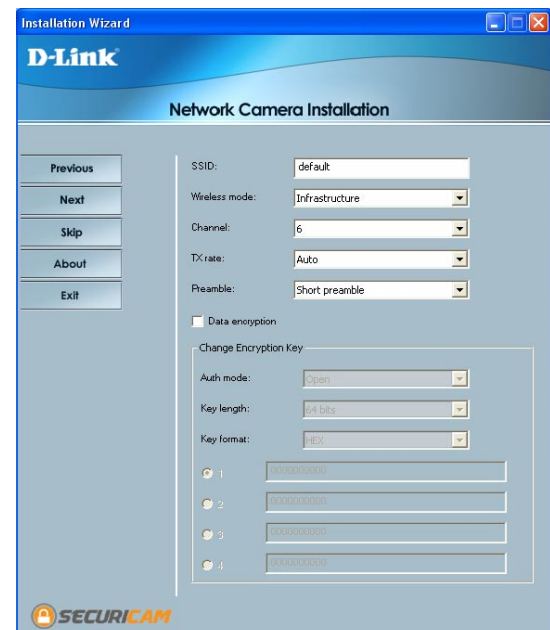 Installation Wizard
D-Link
Network Camera Installation
Previous
Next
Skip
About
Exit
SSID: default
Wireless mode: Infrastructure
Channel: 6
TX rate: Auto
Preamble: Short preamble
Data encryption
Change Encryption Key
Auth mode: Open
Key length: 64 bits
Key format: HEX
1 0000000000
2 0000000000
3 0000000000
4 0000000000
SECURICAM